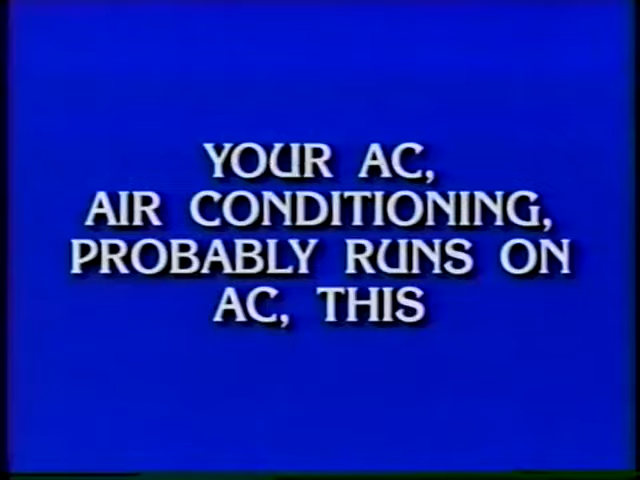 YOUR AC,
AIR CONDITIONING,
PROBABLY RUNS ON
AC, THIS